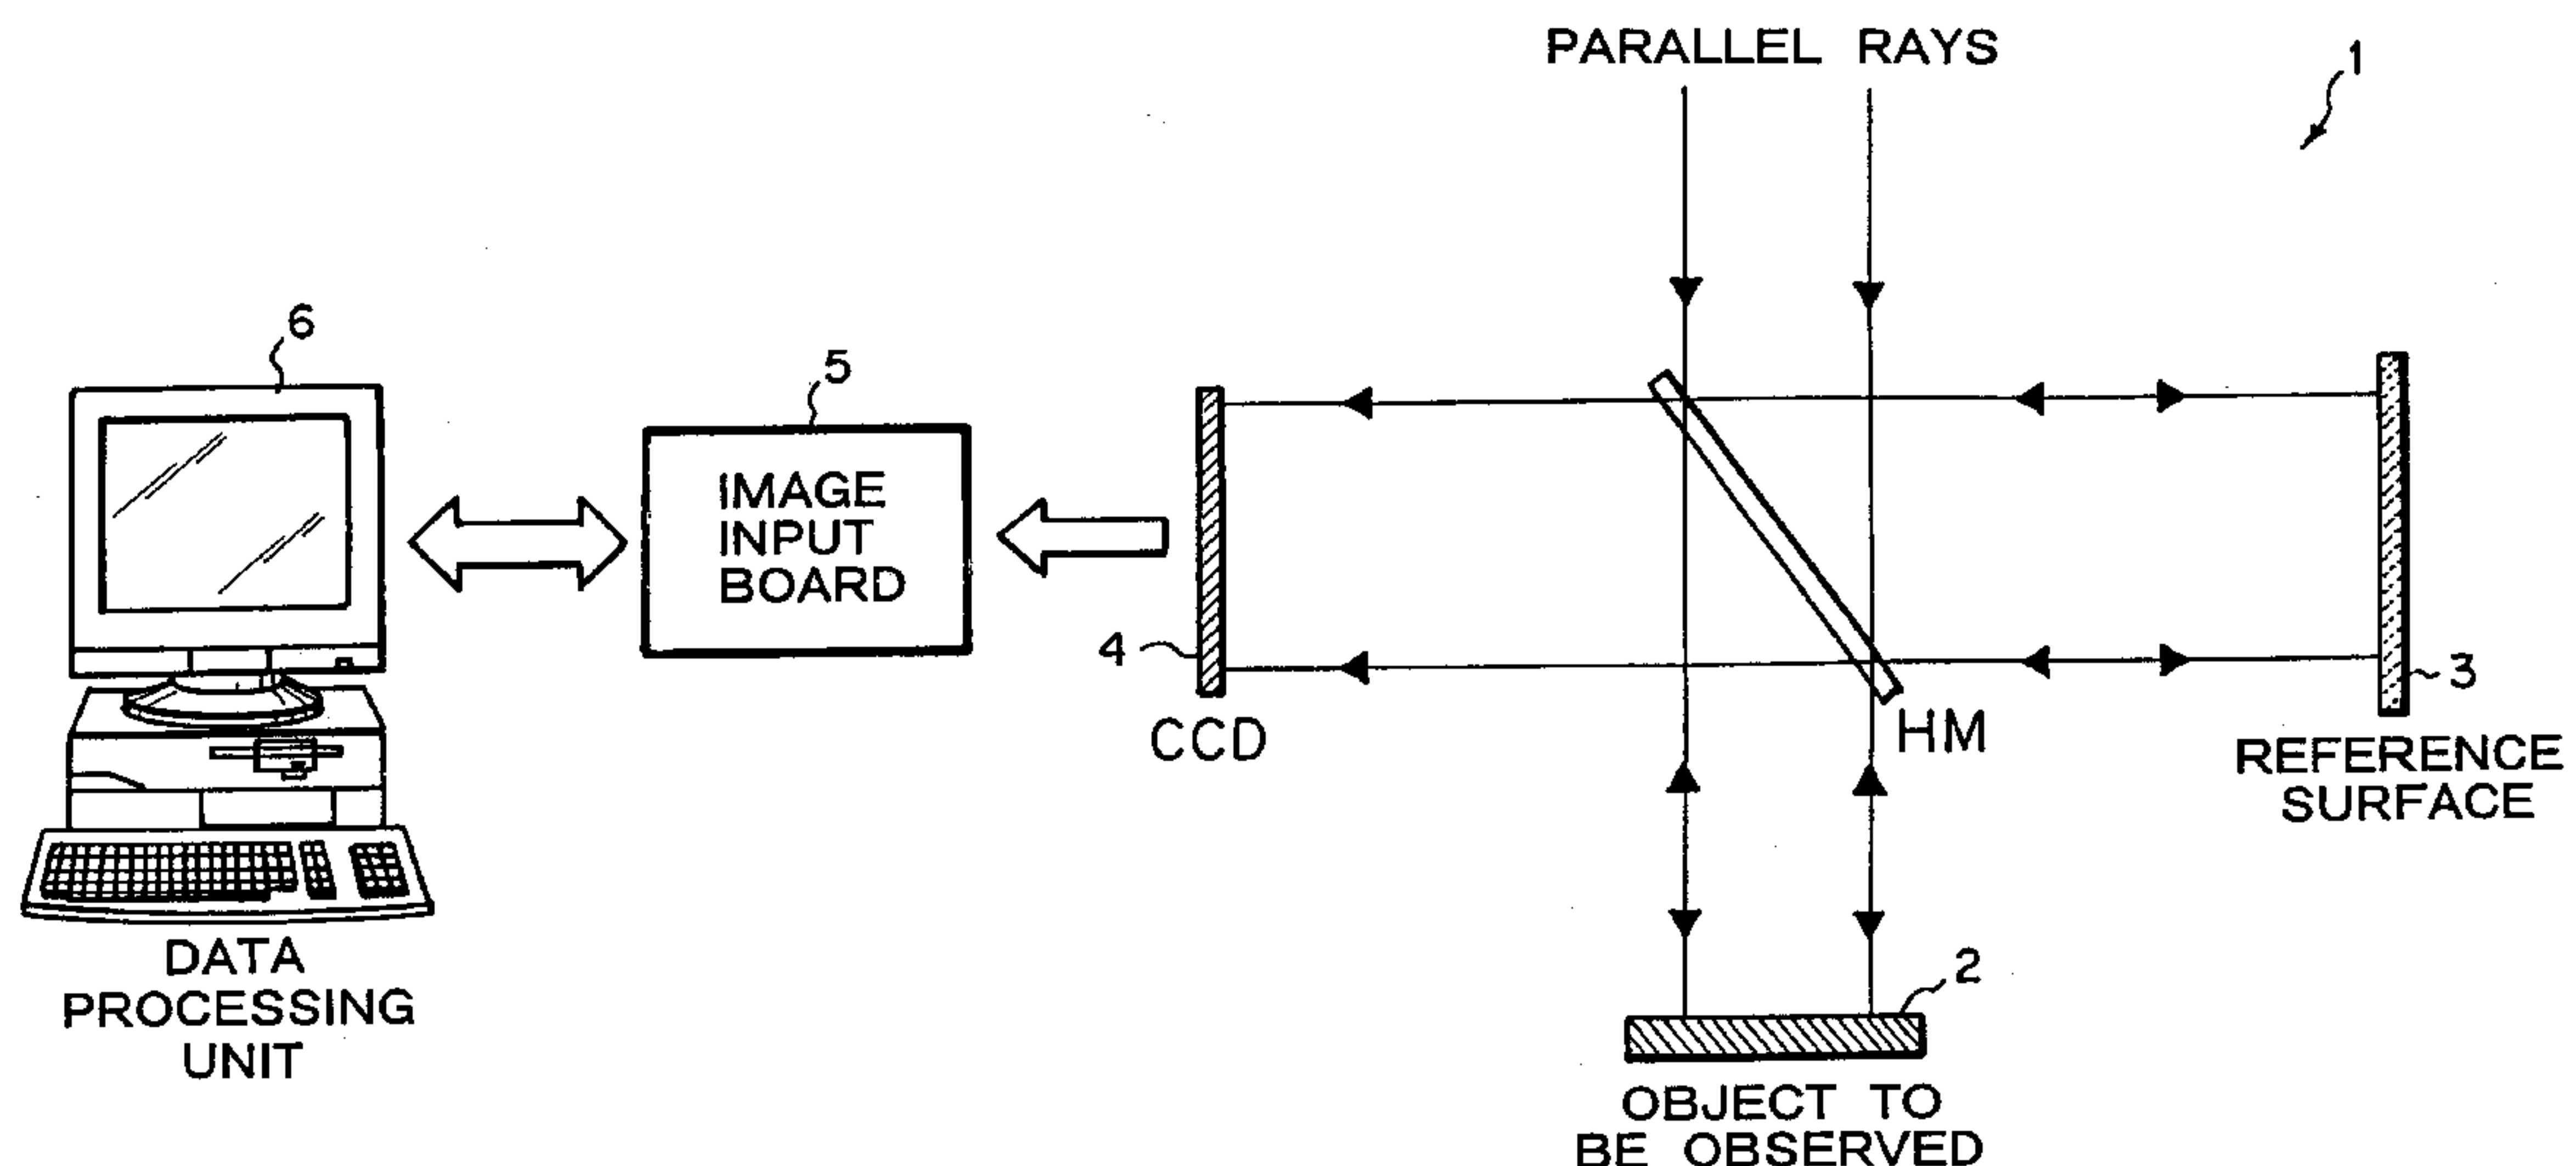 PARALLEL RAYS
1
6
5
IMAGE
INPUT
BOARD
4
CCD
HM
3
REFERENCE
SURFACE
2
DATA
PROCESSING
UNIT
OBJECT TO
BE OBSERVED